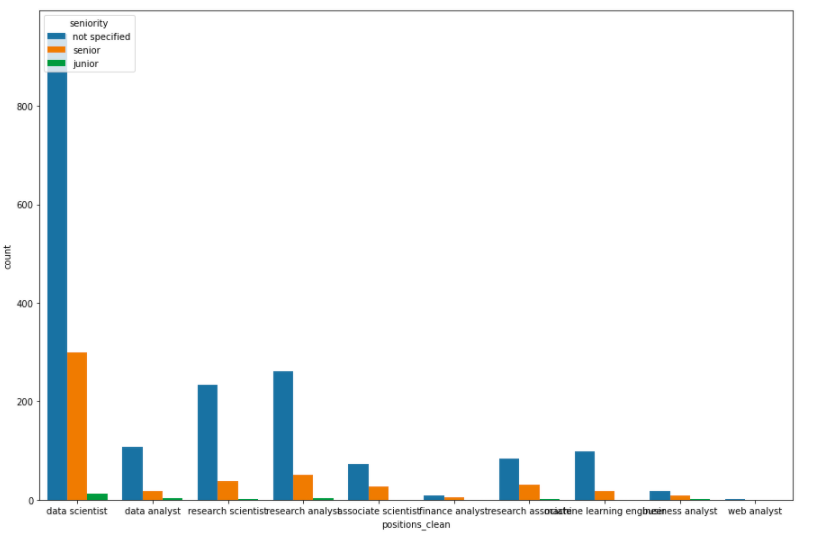 seniority
not specified
senior
junior
800
600
400
200
0
count
data scientist data analyst research scientist research analyst associate scientist finance analyst research associate machine learning engineer business analyst web analyst
positions_clean